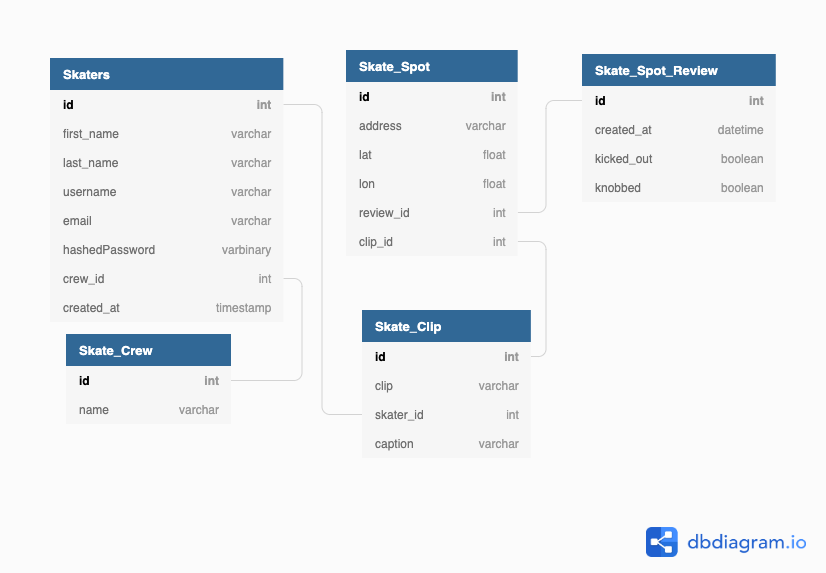 Skaters
id int
first_name varchar
last_name varchar
username varchar
email varchar
hashedPassword varbinary
crew_id int
created_at timestamp
Skate_Crew
id int
name varchar
Skate_Spot
id int
address varchar
lat float
lon float
review_id int
clip_id int
Skate_Clip
id int
clip varchar
skater_id int
caption varchar
Skate_Spot_Review
id int
created_at datetime
kicked_out boolean
knobbed boolean
dbdiagram.io